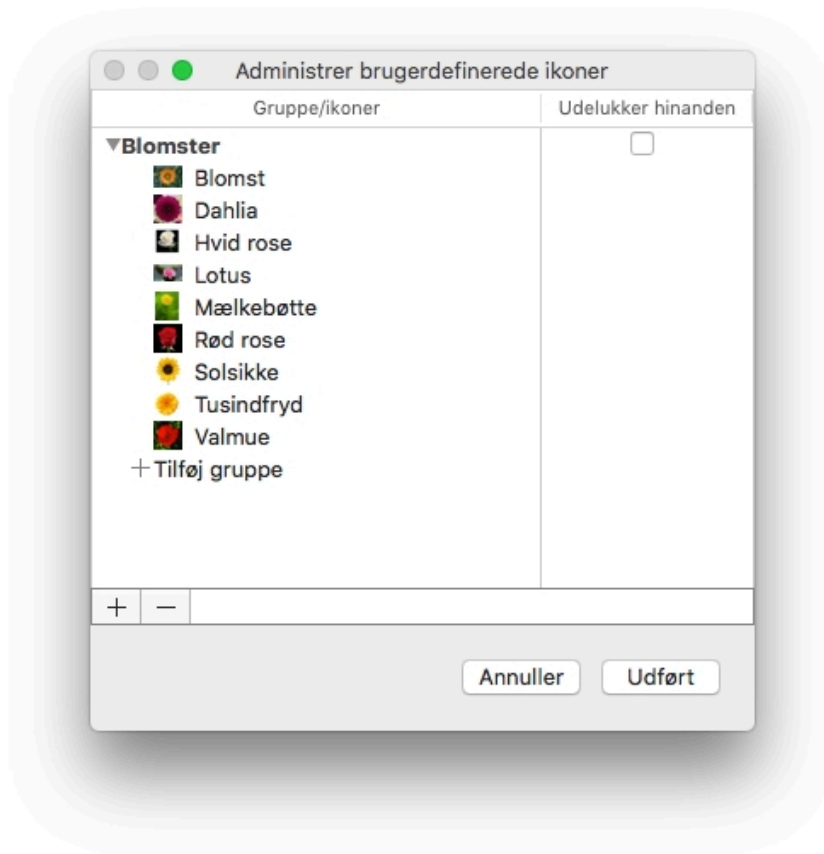 Administrer brugerdefinerede ikoner
Gruppe/ikoner Udelukker hinanden
Blomster
Blomst
Dahlia
Hvid rose
Lotus
Mælkebøtte
Rød rose
Solsikke
Tusindfryd
Valmue
+ Tilføj gruppe
+ −
Annuller Udført